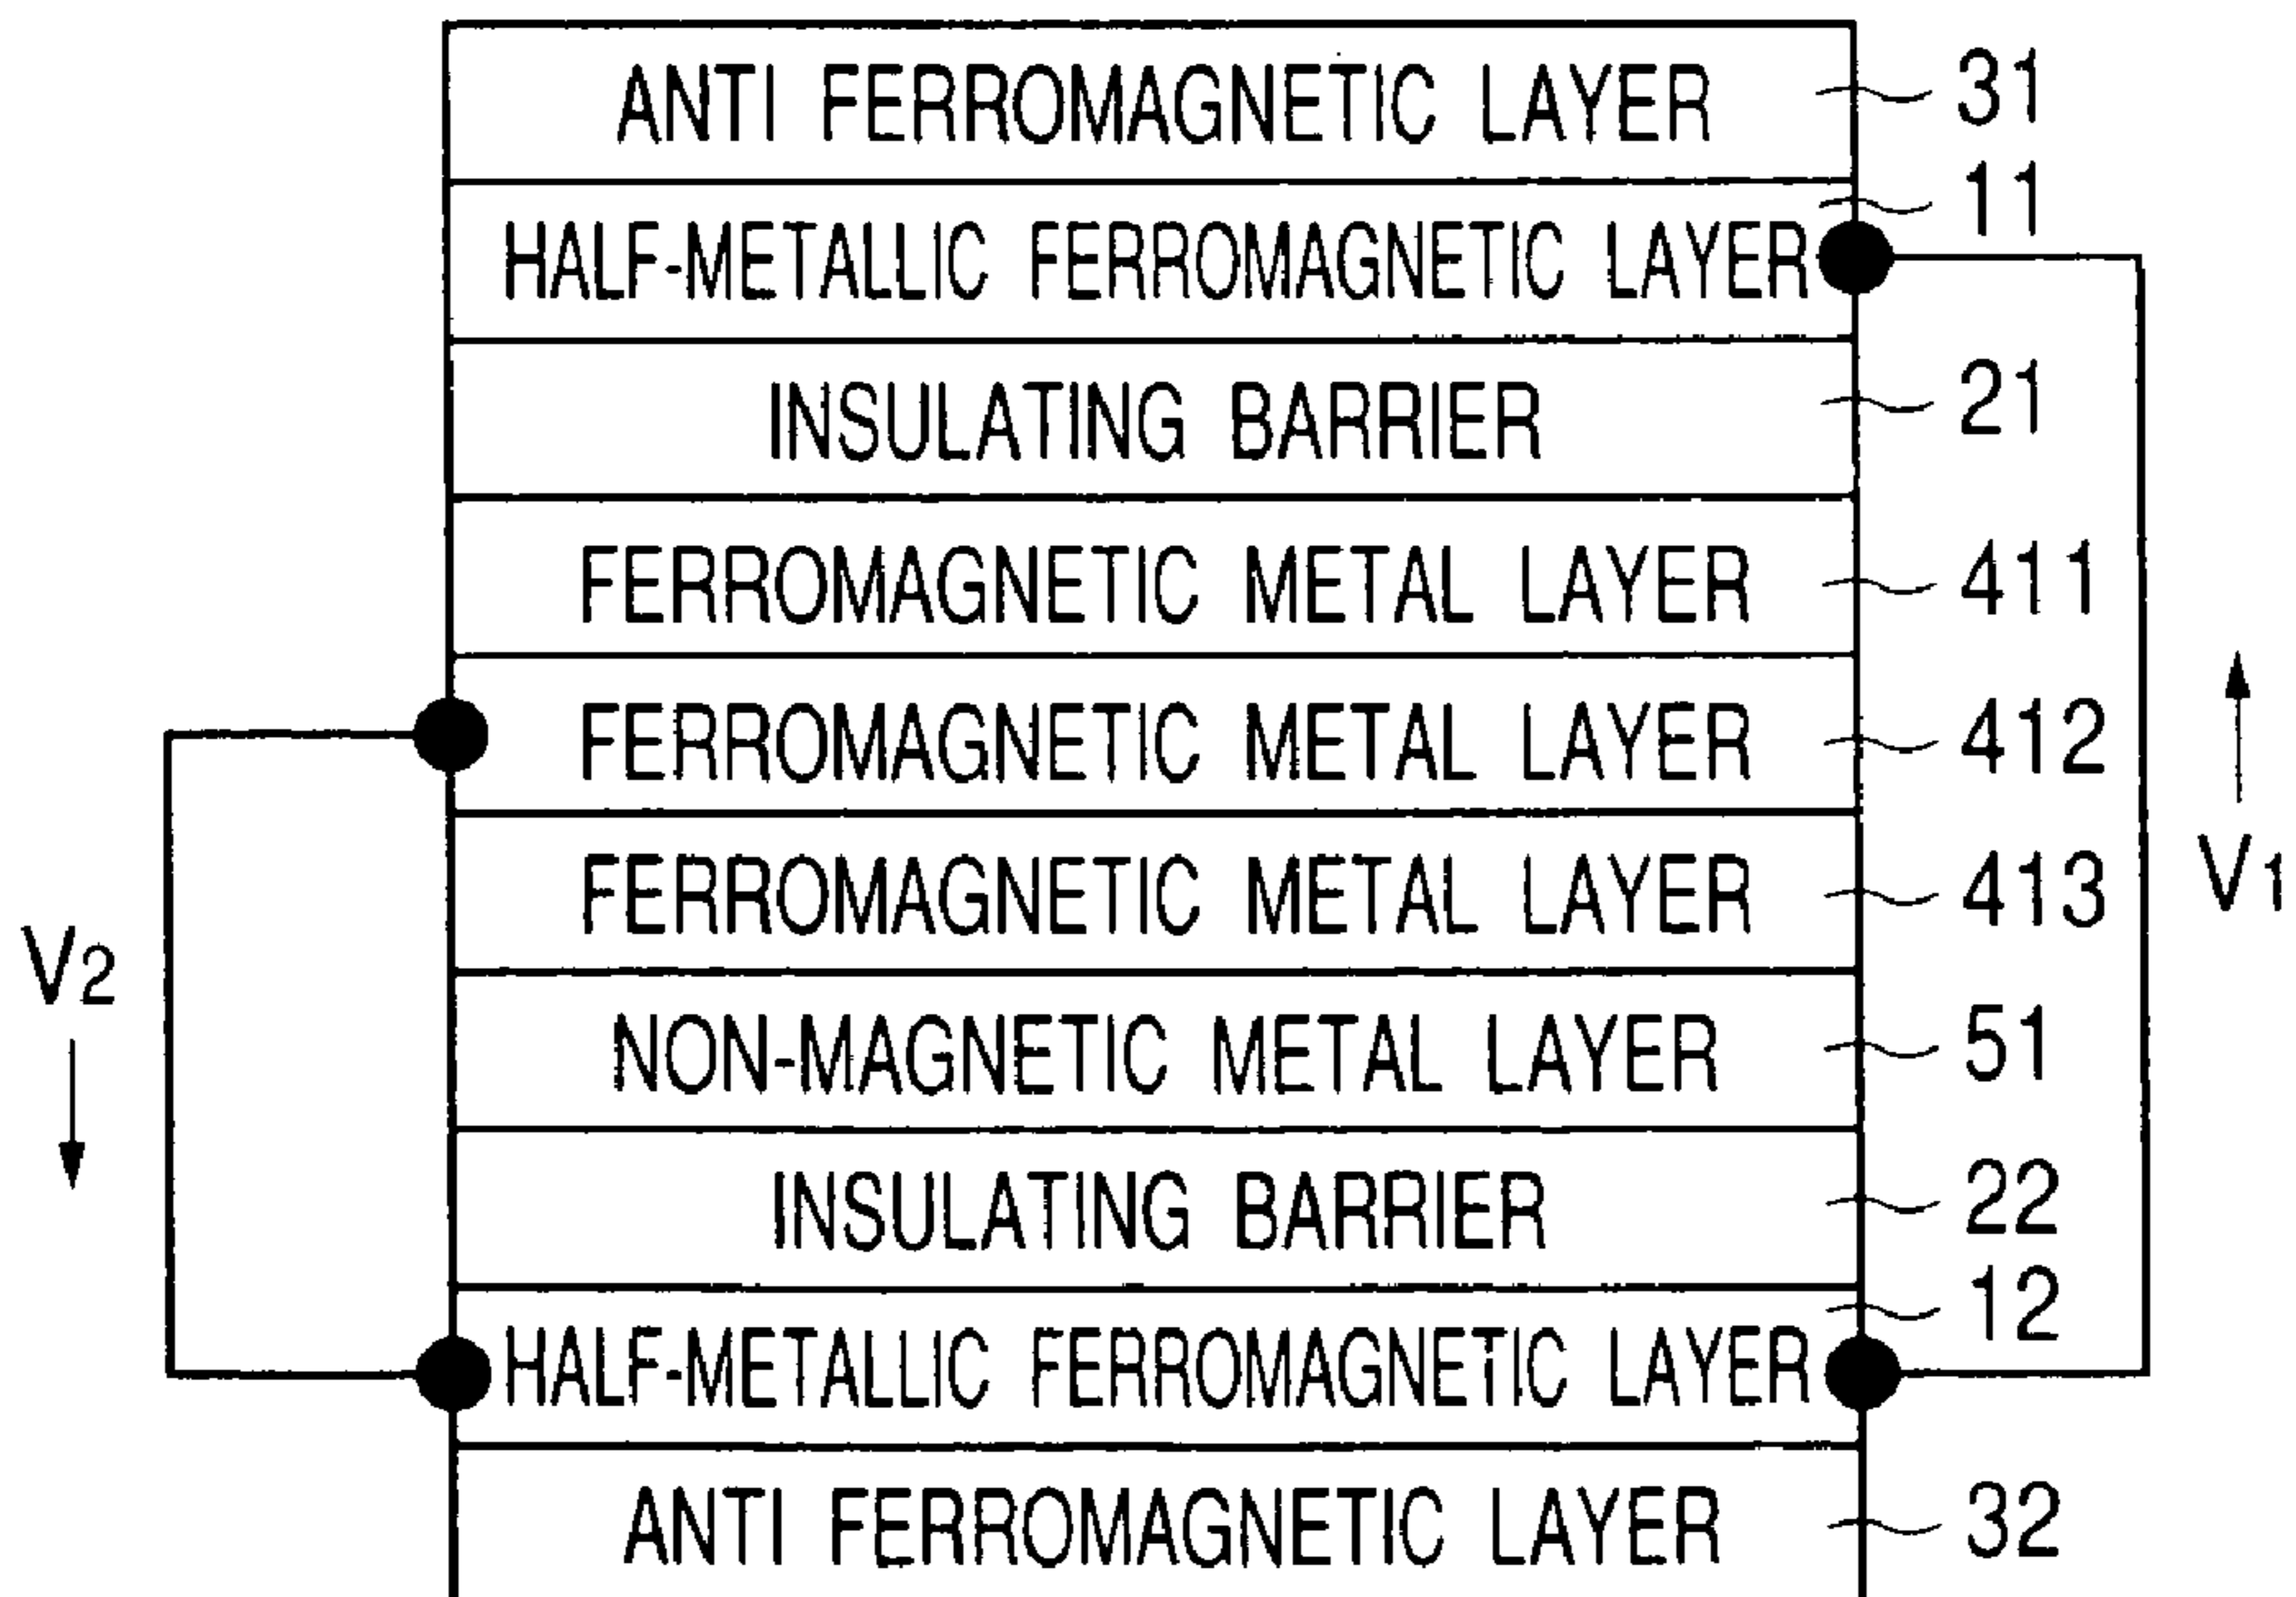 ANTI FERROMAGNETIC LAYER 31
HALF-METALLIC FERROMAGNETIC LAYER 11
INSULATING BARRIER 21
FERROMAGNETIC METAL LAYER 411
FERROMAGNETIC METAL LAYER 412
FERROMAGNETIC METAL LAYER 413
V1
V2
NON-MAGNETIC METAL LAYER 51
INSULATING BARRIER 22
HALF-METALLIC FERROMAGNETIC LAYER 12
ANTI FERROMAGNETIC LAYER 32